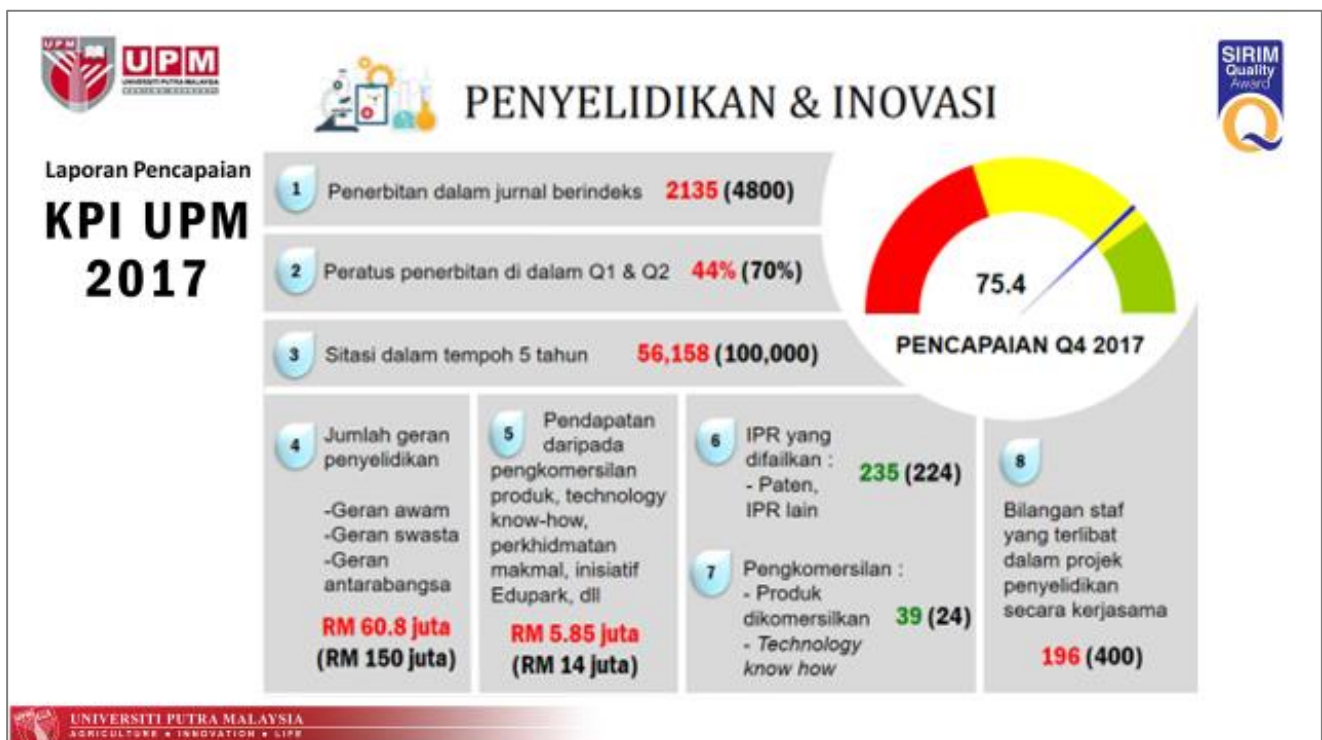 UPM
UPM
UNIVERSITI PUTRA MALAYSIA
BERILMU BERBAKTI
PENYELIDIKAN & INOVASI
SIRIM
Quality
Award
Q
Laporan Pencapaian
KPI UPM
2017
1 Penerbitan dalam jurnal berindeks 2135 (4800)
2 Peratus penerbitan di dalam Q1 & Q2 44% (70%)
3 Sitasi dalam tempoh 5 tahun 56,158 (100,000)
75.4
PENCAPAIAN Q4 2017
4 Jumlah geran
penyelidikan
-Geran awam
-Geran swasta
-Geran
antarabangsa
RM 60.8 juta
(RM 150 juta)
5 Pendapatan
daripada
pengkomersilan
produk, technology
know-how,
perkhidmatan
makmal, inisiatif
Edupark, dll
RM 5.85 juta
(RM 14 juta)
6 IPR yang
difailkan :
- Paten,
IPR lain
235 (224)
7 Pengkomersilan :
- Produk
dikomersilkan
- Technology
know how
39 (24)
8
Bilangan staf
yang terlibat
dalam projek
penyelidikan
secara kerjasama
196 (400)
UNIVERSITI PUTRA MALAYSIA
AGRICULTURE • INNOVATION • LIFE